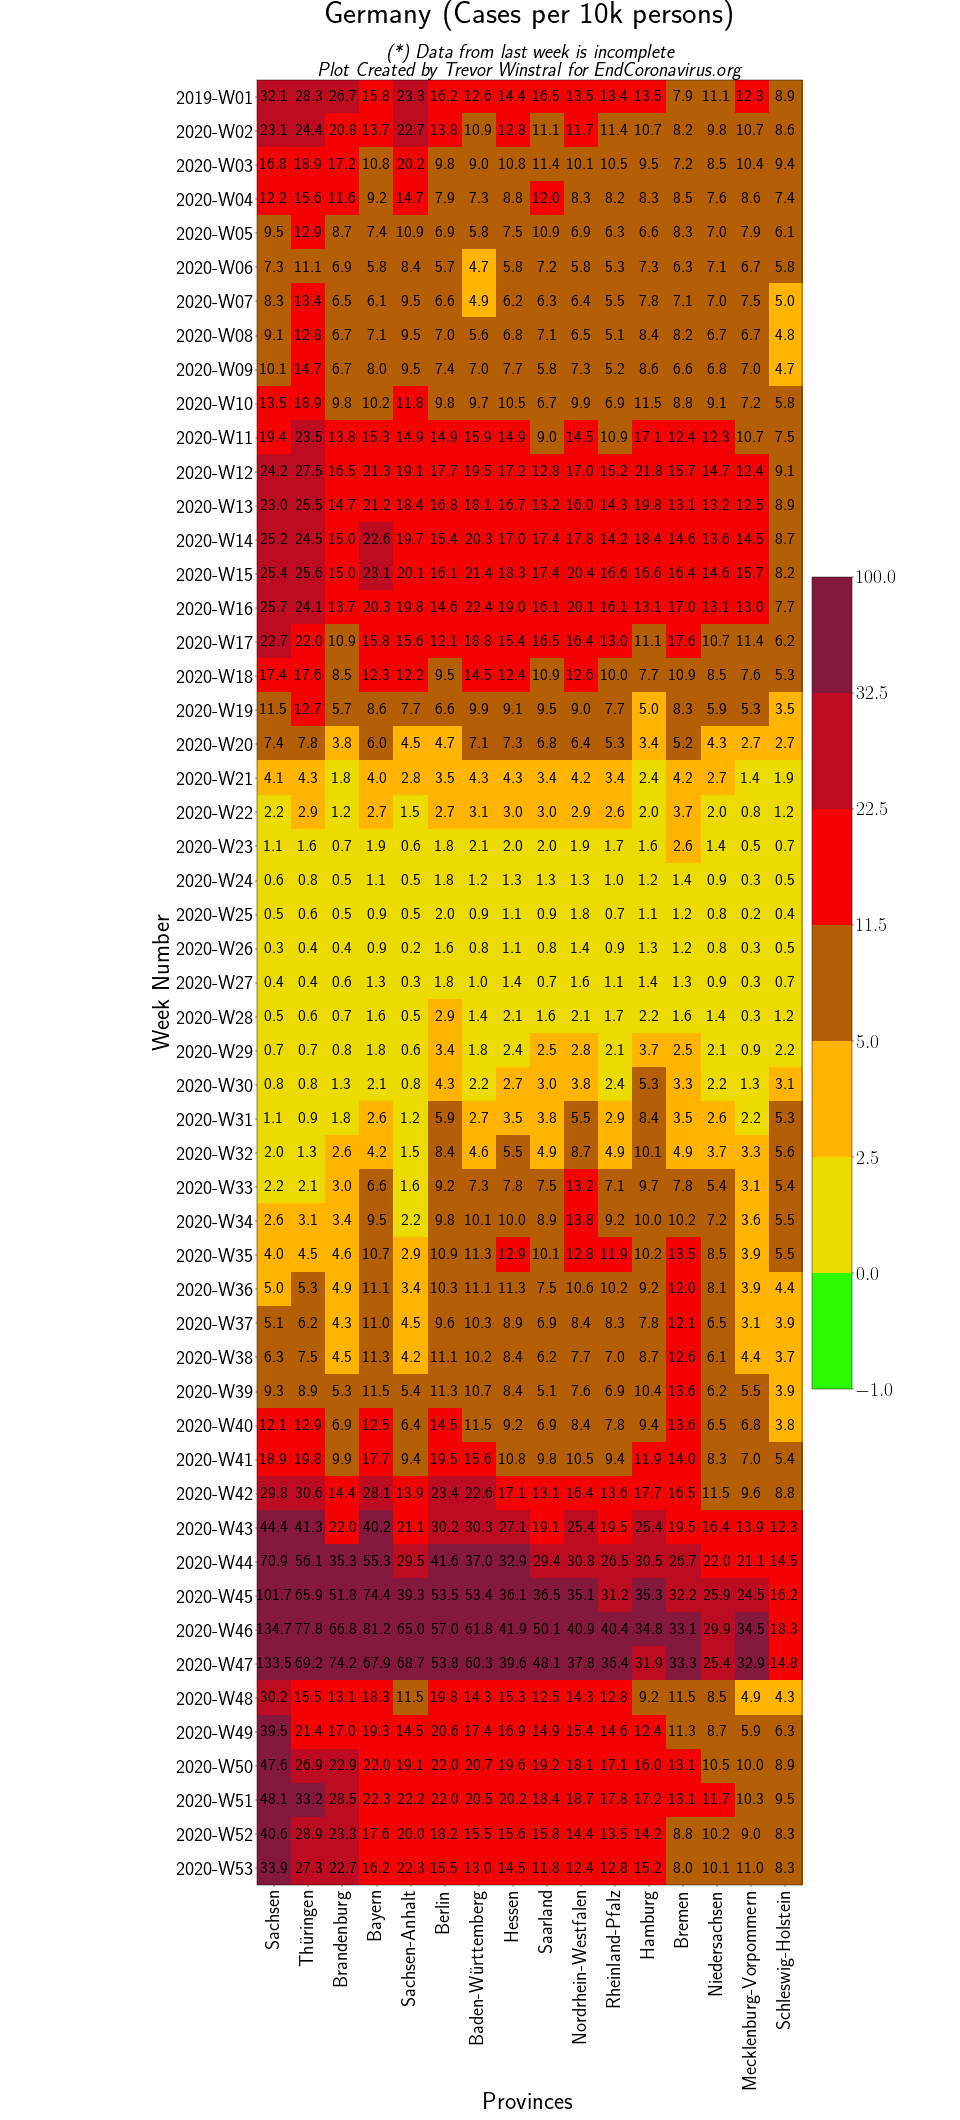 Germany (Cases per 10k persons)
(*) Data from last week is incomplete
Plot Created by Trevor Winstral for EndCoronavirus.org
2019-W01 32.1 28.3 26.7 15.8 23.3 16.2 12.6 14.4 16.5 13.5 13.4 13.5 7.9 11.1 12.3 8.9
2020-W02 23.1 24.4 20.8 13.7 22.7 13.8 10.9 12.8 11.1 11.7 11.4 10.7 8.2 9.8 10.7 8.6
2020-W03 16.8 18.9 17.2 10.8 20.2 9.8 9.0 10.8 11.4 10.1 10.5 9.5 7.2 8.5 10.4 9.4
2020-W04 12.2 15.6 11.6 9.2 14.7 7.9 7.3 8.8 12.0 8.3 8.2 8.3 8.5 7.6 8.6 7.4
2020-W05 9.5 12.9 8.7 7.4 10.9 6.9 5.8 7.5 10.9 6.9 6.3 6.6 8.3 7.0 7.9 6.1
2020-W06 7.3 11.1 6.9 5.8 8.4 5.7 4.7 5.8 7.2 5.8 5.3 7.3 6.3 7.1 6.7 5.8
2020-W07 8.3 13.4 6.5 6.1 9.5 6.6 4.9 6.2 6.3 6.4 5.5 7.8 7.1 7.0 7.5 5.0
2020-W08 9.1 12.8 6.7 7.1 9.5 7.0 5.6 6.8 7.1 6.5 5.1 8.4 8.2 6.7 6.7 4.8
2020-W09 10.1 14.7 6.7 8.0 9.5 7.4 7.0 7.7 5.8 7.3 5.2 8.6 6.6 6.8 7.0 4.7
2020-W10 13.5 18.9 9.8 10.2 11.8 9.8 9.7 10.5 6.7 9.9 6.9 11.5 8.8 9.1 7.2 5.8
2020-W11 19.4 23.5 13.8 15.3 14.9 14.9 15.9 14.9 9.0 14.5 10.9 17.1 12.4 12.3 10.7 7.5
2020-W12 24.2 27.5 16.5 21.3 19.1 17.7 19.5 17.2 12.8 17.0 15.2 21.8 15.7 14.7 12.4 9.1
2020-W13 23.0 25.5 14.7 21.2 18.4 16.8 18.1 16.7 13.2 16.0 14.3 19.8 13.1 13.2 12.5 8.9
2020-W14 25.2 24.5 15.0 22.6 19.7 15.4 20.3 17.0 17.4 17.8 14.2 18.4 14.6 13.6 14.5 8.7
2020-W15 25.4 25.6 15.0 23.1 20.1 16.1 21.4 18.3 17.4 20.4 16.6 16.6 16.4 14.6 15.7 8.2
2020-W16 25.7 24.1 13.7 20.3 19.8 14.6 22.4 19.0 16.1 20.1 16.1 13.1 17.0 13.1 13.0 7.7
2020-W17 22.7 22.0 10.9 15.8 15.6 12.1 18.8 15.4 16.5 16.4 13.0 11.1 17.6 10.7 11.4 6.2
2020-W18 17.4 17.6 8.5 12.3 12.2 9.5 14.5 12.4 10.9 12.6 10.0 7.7 10.9 8.5 7.6 5.3
2020-W19 11.5 12.7 5.7 8.6 7.7 6.6 9.9 9.1 9.5 9.0 7.7 5.0 8.3 5.9 5.3 3.5
2020-W20 7.4 7.8 3.8 6.0 4.5 4.7 7.1 7.3 6.8 6.4 5.3 3.4 5.2 4.3 2.7 2.7
2020-W21 4.1 4.3 1.8 4.0 2.8 3.5 4.3 4.3 3.4 4.2 3.4 2.4 4.2 2.7 1.4 1.9
2020-W22 2.2 2.9 1.2 2.7 1.5 2.7 3.1 3.0 3.0 2.9 2.6 2.0 3.7 2.0 0.8 1.2
2020-W23 1.1 1.6 0.7 1.9 0.6 1.8 2.1 2.0 2.0 1.9 1.7 1.6 2.6 1.4 0.5 0.7
2020-W24 0.6 0.8 0.5 1.1 0.5 1.8 1.2 1.3 1.3 1.3 1.0 1.2 1.4 0.9 0.3 0.5
2020-W25 0.5 0.6 0.5 0.9 0.5 2.0 0.9 1.1 0.9 1.8 0.7 1.1 1.2 0.8 0.2 0.4
2020-W26 0.3 0.4 0.4 0.9 0.2 1.6 0.8 1.1 0.8 1.4 0.9 1.3 1.2 0.8 0.3 0.5
2020-W27 0.4 0.4 0.6 1.3 0.3 1.8 1.0 1.4 0.7 1.6 1.1 1.4 1.3 0.9 0.3 0.7
2020-W28 0.5 0.6 0.7 1.6 0.5 2.9 1.4 2.1 1.6 2.1 1.7 2.2 1.6 1.4 0.3 1.2
2020-W29 0.7 0.7 0.8 1.8 0.6 3.4 1.8 2.4 2.5 2.8 2.1 3.7 2.5 2.1 0.9 2.2
2020-W30 0.8 0.8 1.3 2.1 0.8 4.3 2.2 2.7 3.0 3.8 2.4 5.3 3.3 2.2 1.3 3.1
2020-W31 1.1 0.9 1.8 2.6 1.2 5.9 2.7 3.5 3.8 5.5 2.9 8.4 3.5 2.6 2.2 5.3
2020-W32 2.0 1.3 2.6 4.2 1.5 8.4 4.6 5.5 4.9 8.7 4.9 10.1 4.9 3.7 3.3 5.6
2020-W33 2.2 2.1 3.0 6.6 1.6 9.2 7.3 7.8 7.5 13.2 7.1 9.7 7.8 5.4 3.1 5.4
2020-W34 2.6 3.1 3.4 9.5 2.2 9.8 10.1 10.0 8.9 13.8 9.2 10.0 10.2 7.2 3.6 5.5
2020-W35 4.0 4.5 4.6 10.7 2.9 10.9 11.3 12.9 10.1 12.8 11.9 10.2 13.5 8.5 3.9 5.5
2020-W36 5.0 5.3 4.9 11.1 3.4 10.3 11.1 11.3 7.5 10.6 10.2 9.2 12.0 8.1 3.9 4.4
2020-W37 5.1 6.2 4.3 11.0 4.5 9.6 10.3 8.9 6.9 8.4 8.3 7.8 12.1 6.5 3.1 3.9
2020-W38 6.3 7.5 4.5 11.3 4.2 11.1 10.2 8.4 6.2 7.7 7.0 8.7 12.6 6.1 4.4 3.7
2020-W39 9.3 8.9 5.3 11.5 5.4 11.3 10.7 8.4 5.1 7.6 6.9 10.4 13.6 6.2 5.5 3.9
2020-W40 12.1 12.9 6.9 12.5 6.4 14.5 11.5 9.2 6.9 8.4 7.8 9.4 13.6 6.5 6.8 3.8
2020-W41 18.9 19.8 9.9 17.7 9.4 19.5 15.6 10.8 9.8 10.5 9.4 11.9 14.0 8.3 7.0 5.4
2020-W42 29.8 30.6 14.4 28.1 13.9 23.4 22.6 17.1 13.1 16.4 13.6 17.7 16.5 11.5 9.6 8.8
2020-W43 44.4 41.3 22.0 40.2 21.1 30.2 30.3 27.1 19.1 25.4 19.5 25.4 19.5 16.4 13.9 12.3
2020-W44 70.9 56.1 35.3 55.3 29.5 41.6 37.0 32.9 29.4 30.8 26.5 30.5 26.7 22.0 21.1 14.5
2020-W45 101.7 65.9 51.8 74.4 39.3 53.5 53.4 36.1 36.5 35.1 31.2 35.3 32.2 25.9 24.5 16.2
2020-W46 134.7 77.8 66.8 81.2 65.0 57.0 61.8 41.9 50.1 40.9 40.4 34.8 33.1 29.9 34.5 18.3
2020-W47 133.5 69.2 74.2 67.9 68.7 53.8 60.3 39.6 48.1 37.8 36.4 31.9 33.3 25.4 32.9 14.8
2020-W48 30.2 15.5 13.1 18.3 11.5 19.8 14.3 15.3 12.5 14.3 12.8 9.2 11.5 8.5 4.9 4.3
2020-W49 39.5 21.4 17.0 19.3 14.5 20.6 17.4 16.9 14.9 15.4 14.6 12.4 11.3 8.7 5.9 6.3
2020-W50 47.6 26.9 22.9 22.0 19.1 22.0 20.7 19.6 19.2 18.1 17.1 16.0 13.1 10.5 10.0 8.9
2020-W51 48.1 33.2 28.5 22.3 22.2 22.0 20.5 20.2 18.4 18.7 17.8 17.2 13.1 11.7 10.3 9.5
2020-W52 40.6 28.9 23.3 17.6 20.0 18.2 15.5 15.6 15.8 14.4 13.5 14.2 8.8 10.2 9.0 8.3
2020-W53 33.9 27.3 22.7 16.2 22.3 15.5 13.0 14.5 11.8 12.4 12.8 15.2 8.0 10.1 11.0 8.3
Week Number
Sachsen
Thüringen
Brandenburg
Bayern
Sachsen-Anhalt
Berlin
Baden-Württemberg
Hessen
Saarland
Nordrhein-Westfalen
Rheinland-Pfalz
Hamburg
Bremen
Niedersachsen
Mecklenburg-Vorpommern
Schleswig-Holstein
Provinces
100.0
32.5
22.5
11.5
5.0
2.5
0.0
−1.0